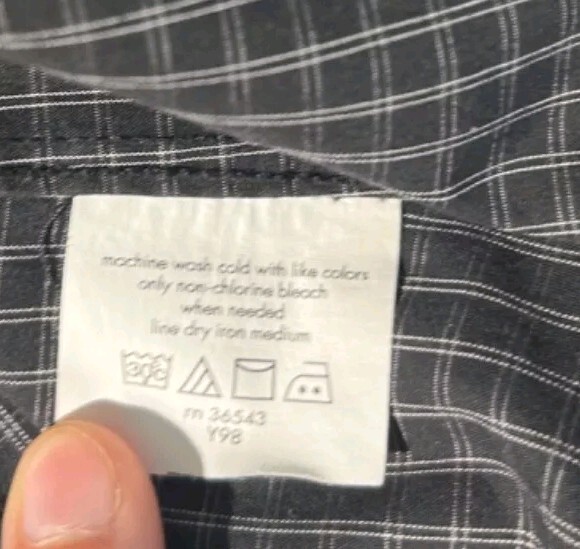 machine wash cold with like colors
only non-chlorine bleach
when needed
line dry iron medium
30c
rn 36543
Y98